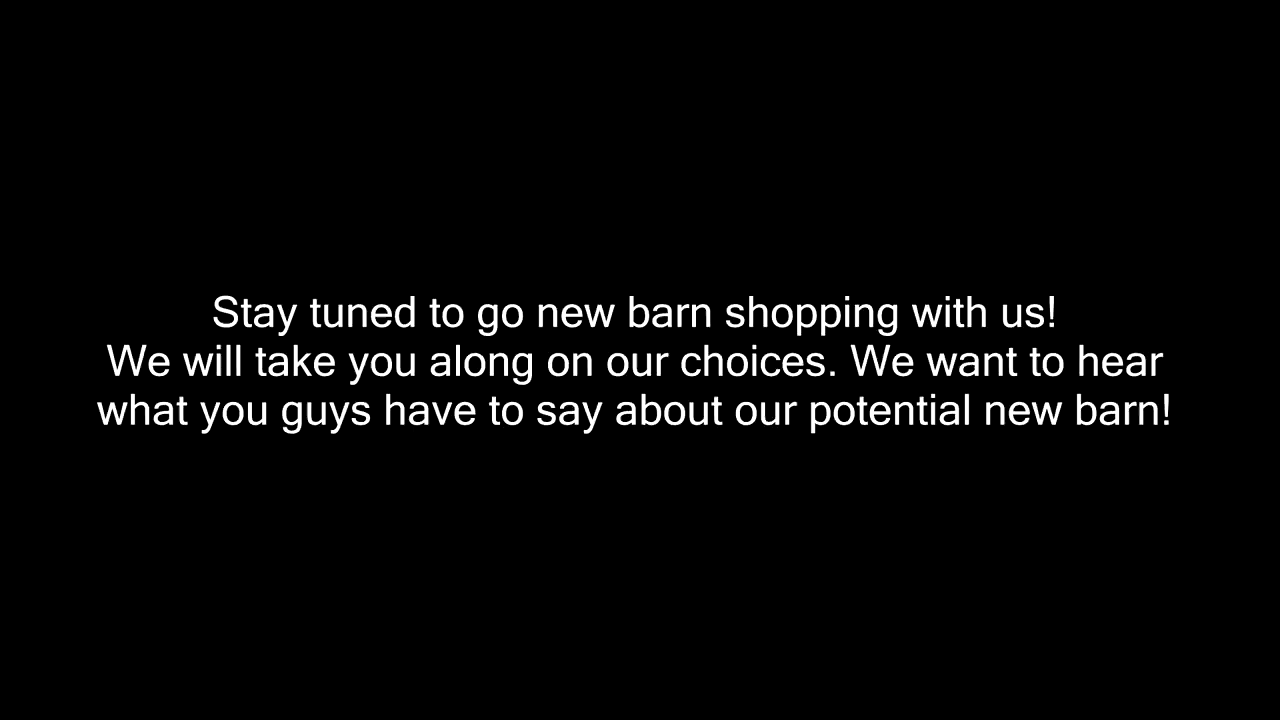 Stay tuned to go new barn shopping with us!
We will take you along on our choices. We want to hear
what you guys have to say about our potential new barn!